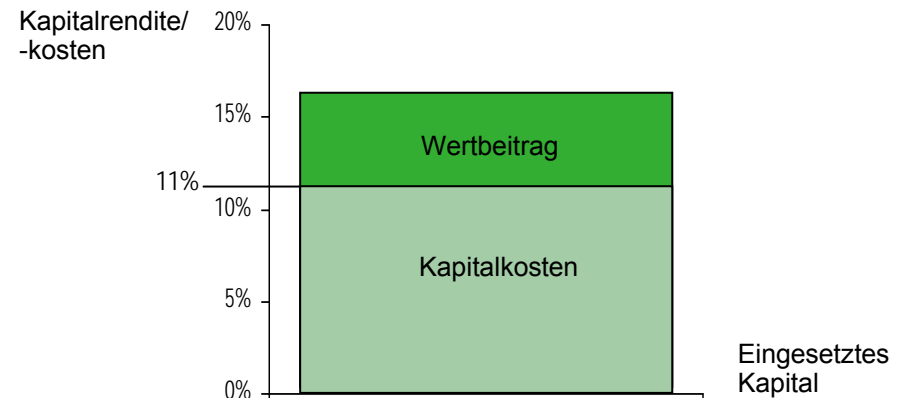 Kapitalrendite/
-kosten
20%
15%
Wertbeitrag
11%
10%
Kapitalkosten
5%
0%
Eingesetztes
Kapital